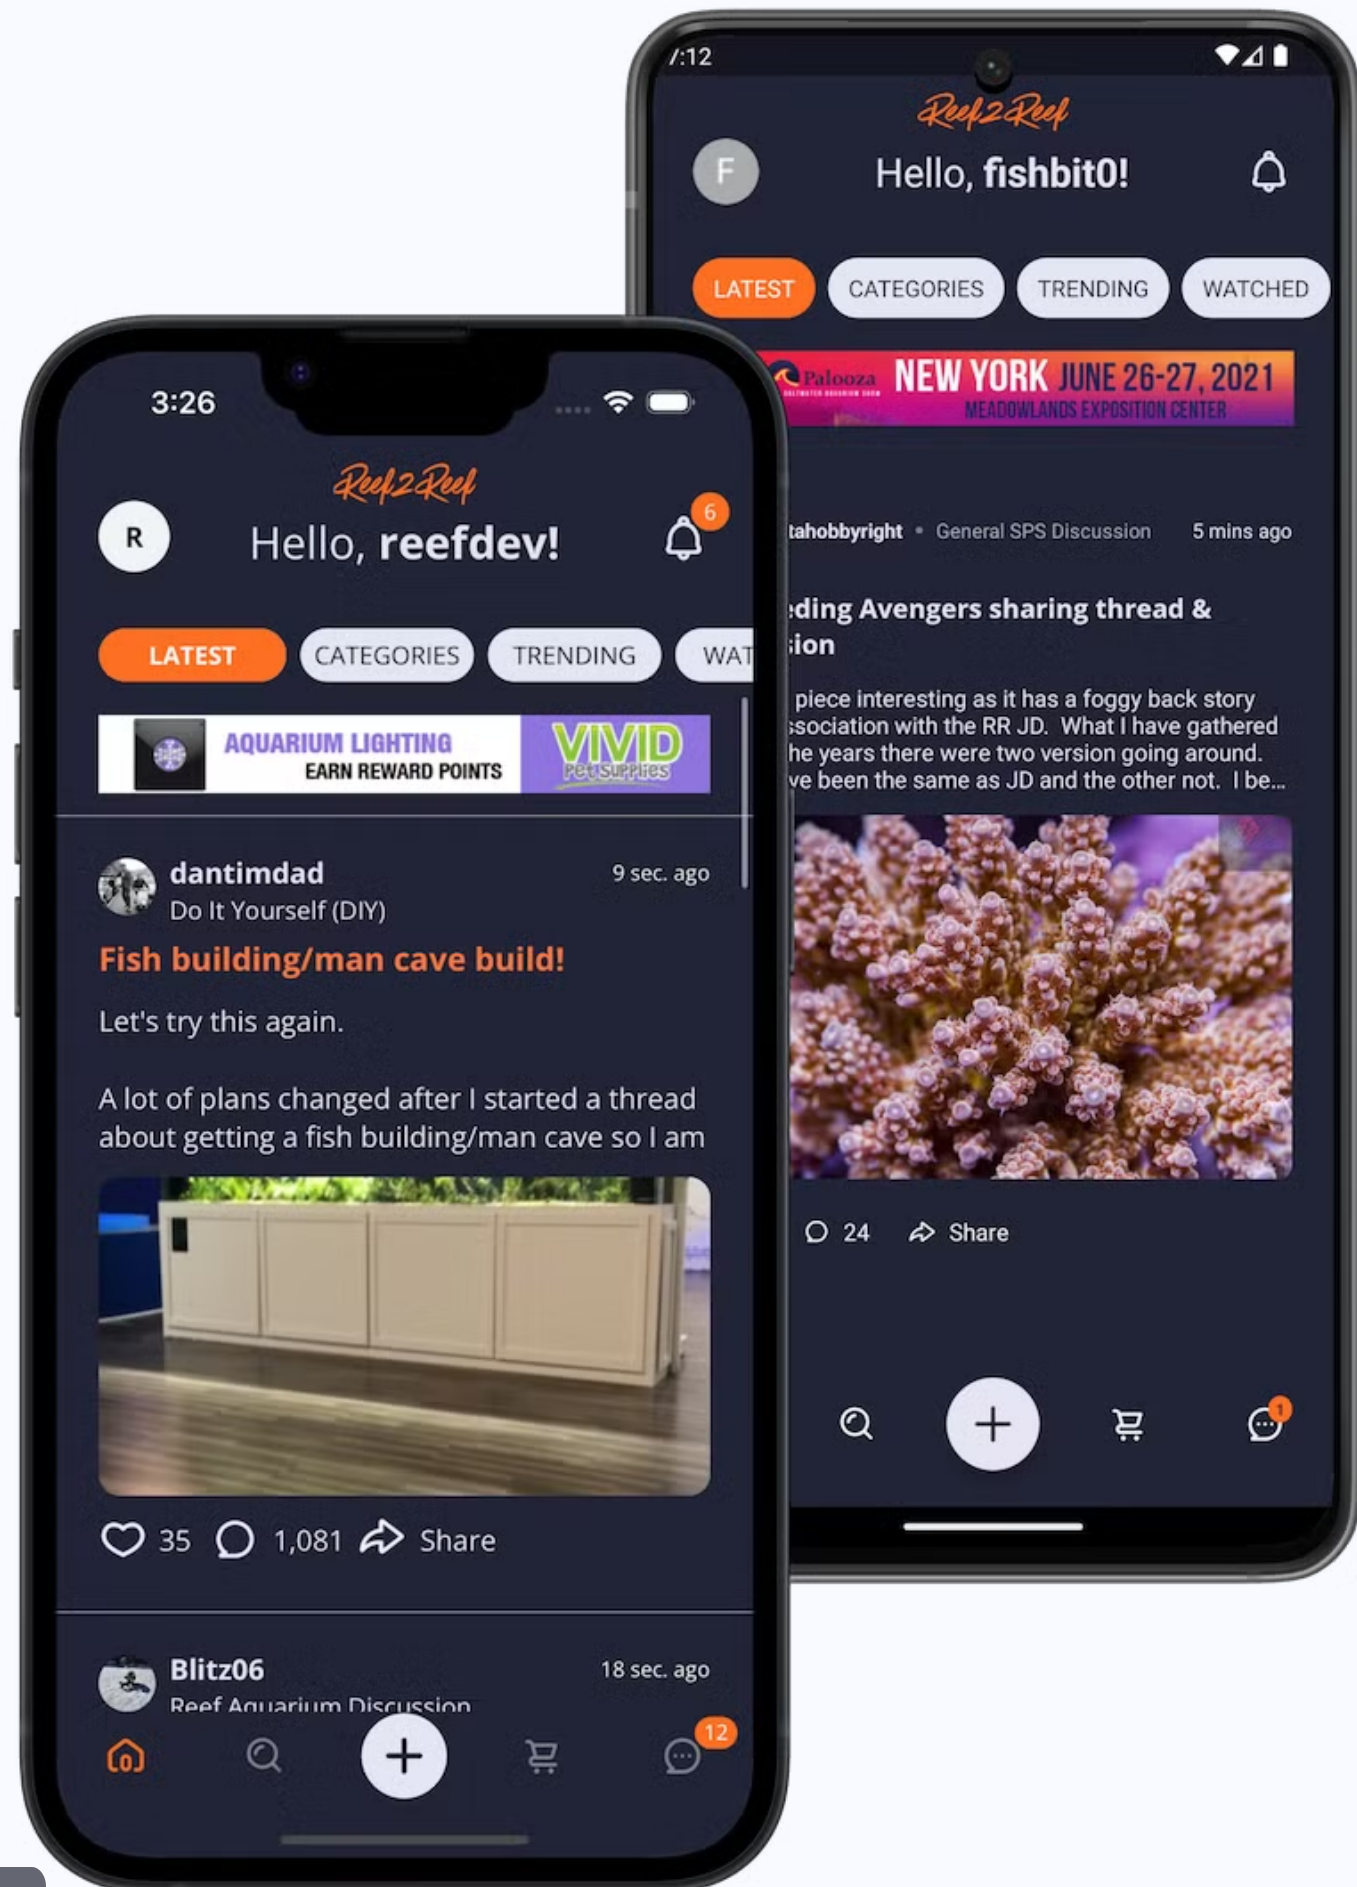 7:12
Reef2Reef
F
Hello, fishbit0!
LATEST
CATEGORIES
TRENDING
WATCHED
Palooza
SALTWATER AQUARIUM SHOW
NEW YORK JUNE 26-27, 2021
MEADOWLANDS EXPOSITION CENTER
tahobbyright • General SPS Discussion
5 mins ago
ding Avengers sharing thread &
sion
piece interesting as it has a foggy back story
ssociation with the RR JD. What I have gathered
he years there were two version going around.
ve been the same as JD and the other not. I be...
24
Share
1
3:26
Reef2Reef
R
Hello, reefdev!
6
LATEST
CATEGORIES
TRENDING
WAT
AQUARIUM LIGHTING
EARN REWARD POINTS
VIVID
Pet Supplies
dantimdad
9 sec. ago
Do It Yourself (DIY)
Fish building/man cave build!
Let's try this again.
A lot of plans changed after I started a thread
about getting a fish building/man cave so I am
35
1,081
Share
Blitz06
18 sec. ago
Reef Aquarium Discussion
12